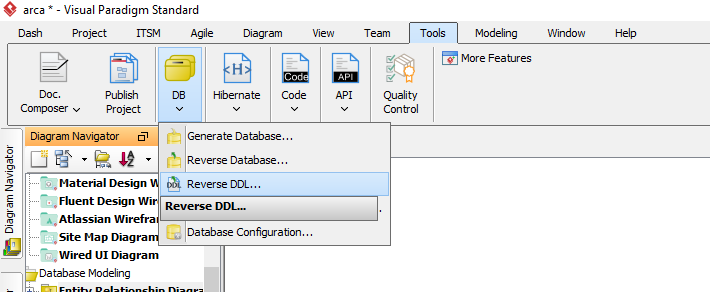 arca * - Visual Paradigm Standard
Dash Project ITSM Agile Diagram View Team Tools Modeling Window Help
Doc. Composer
Publish Project
DB
Hibernate
Code
Code
API
API
Quality Control
More Features
Diagram Navigator
Generate Database...
Reverse Database...
DDL Reverse DDL...
Reverse DDL...
.
Database Configuration...
Diagram Navigator
Material Design W
Fluent Design Wire
Atlassian Wirefram
Site Map Diagram
Wired UI Diagram
Database Modeling
Entity Relationship Diagra